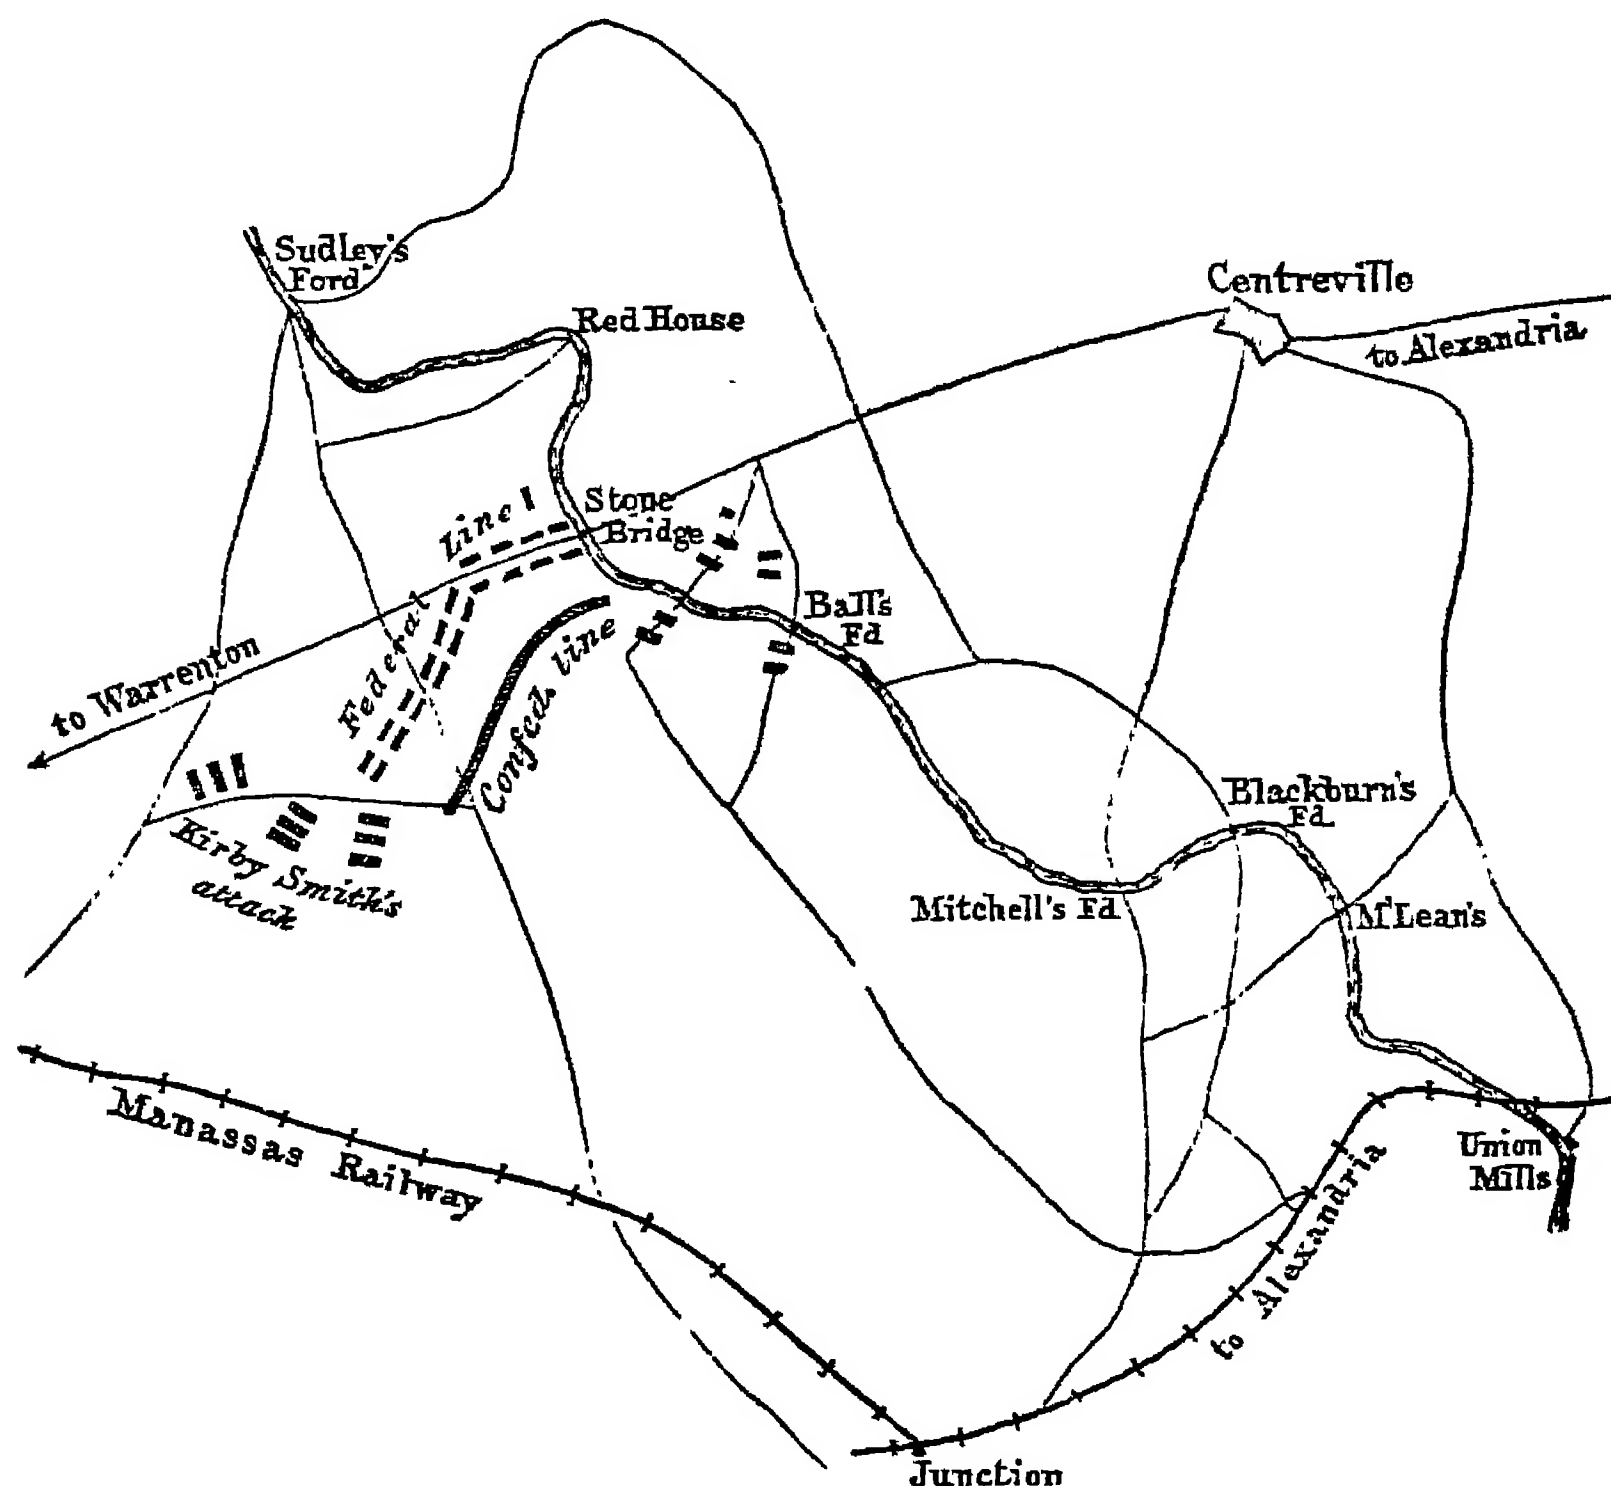 Sudley's
Ford
Red House
Centreville
to Alexandria
Stone
Bridge
Federal Line
Confed. line
Ball's
Fd
to Warrenton
Kirby Smith's
attack
Blackburn's
Fd
Mitchell's Fd
McLean's
Manassas Railway
Union
Mills
to Alexandria
Junction